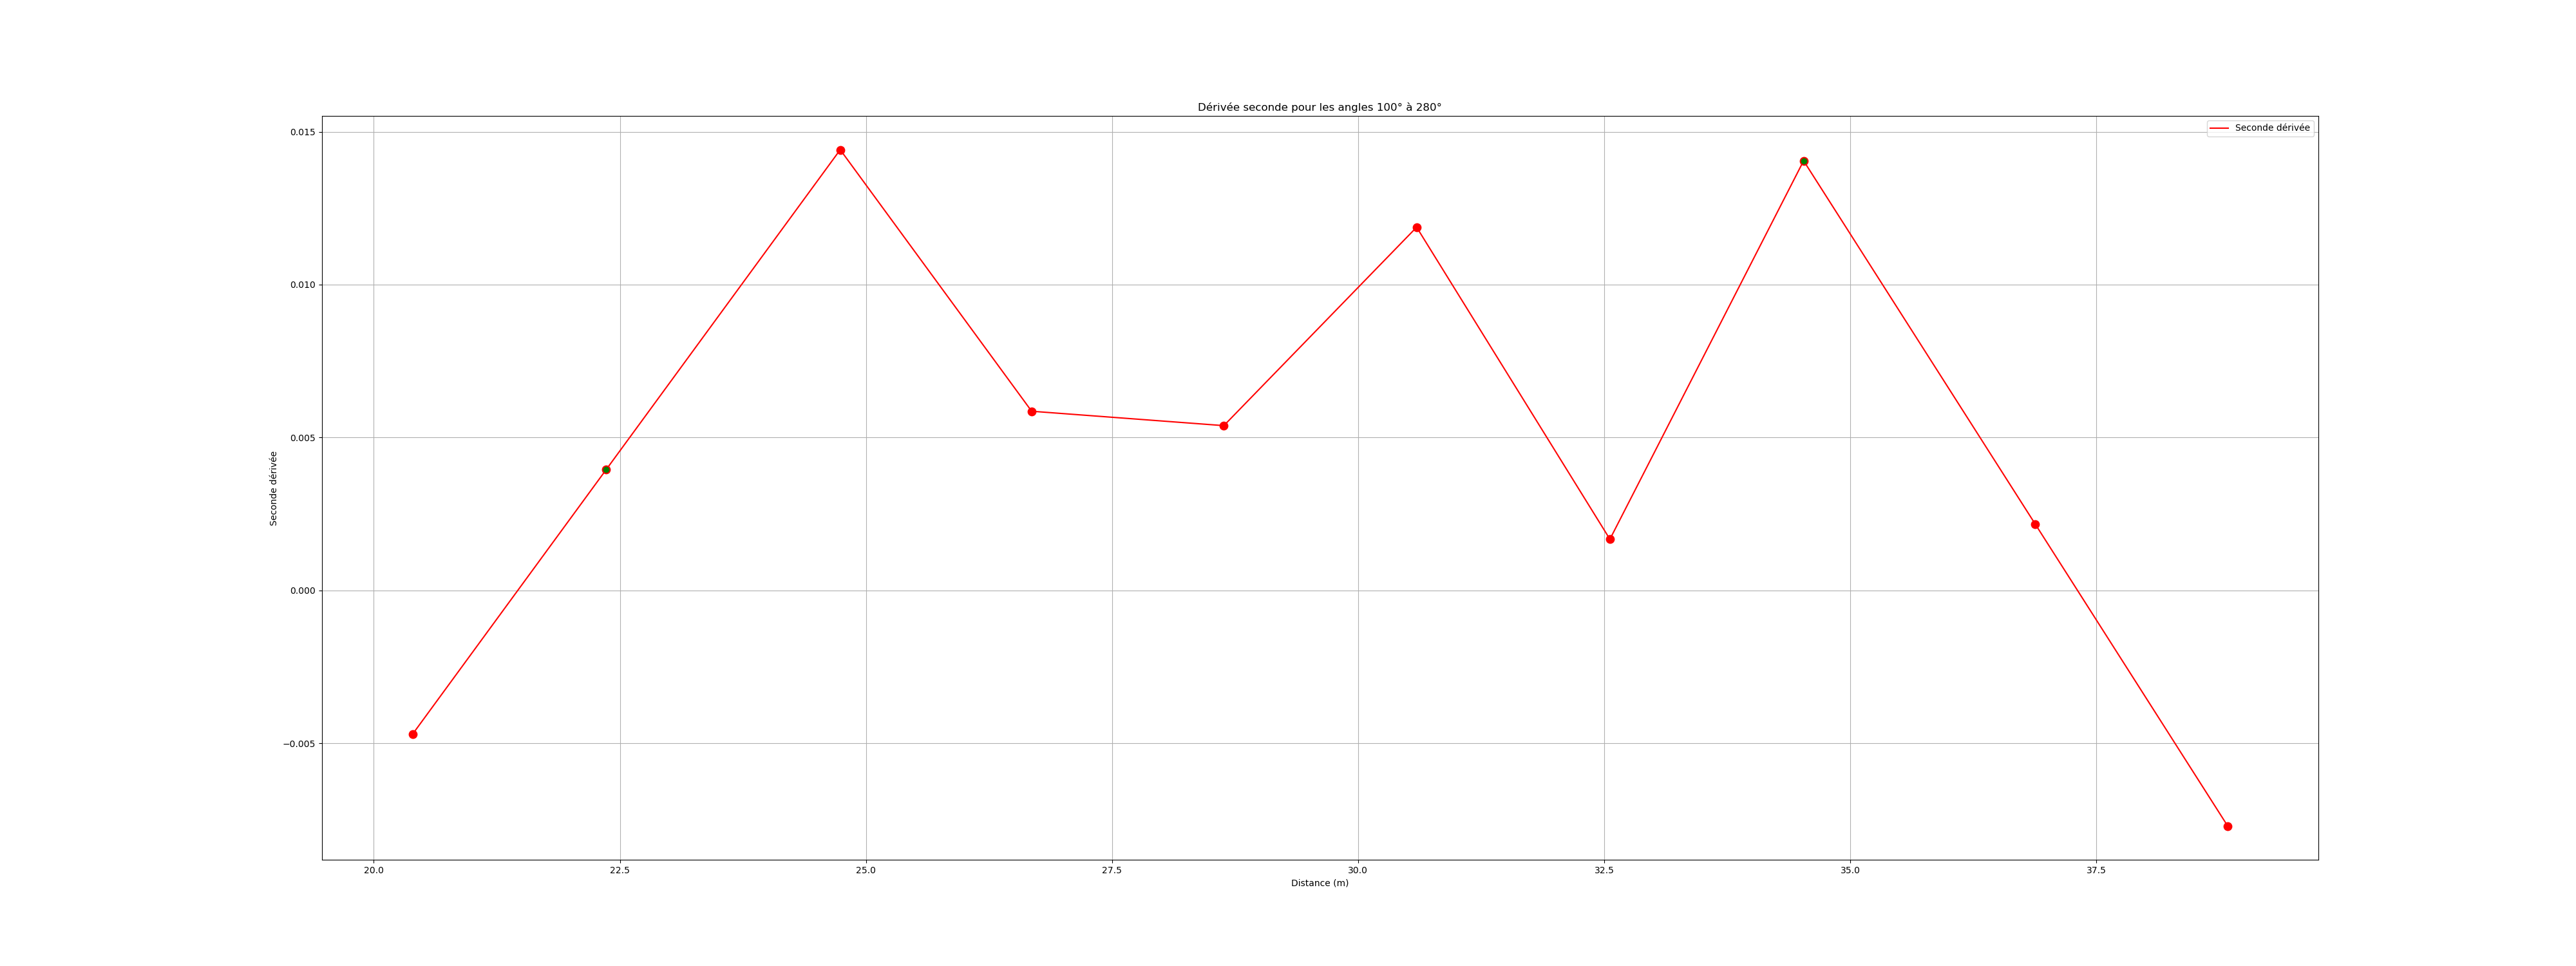 Dérivée seconde pour les angles 100° à 280°
Seconde dérivée
0.015
0.010
0.005
0.000
−0.005
Seconde dérivée
20.0 22.5 25.0 27.5 30.0 32.5 35.0 37.5
Distance (m)